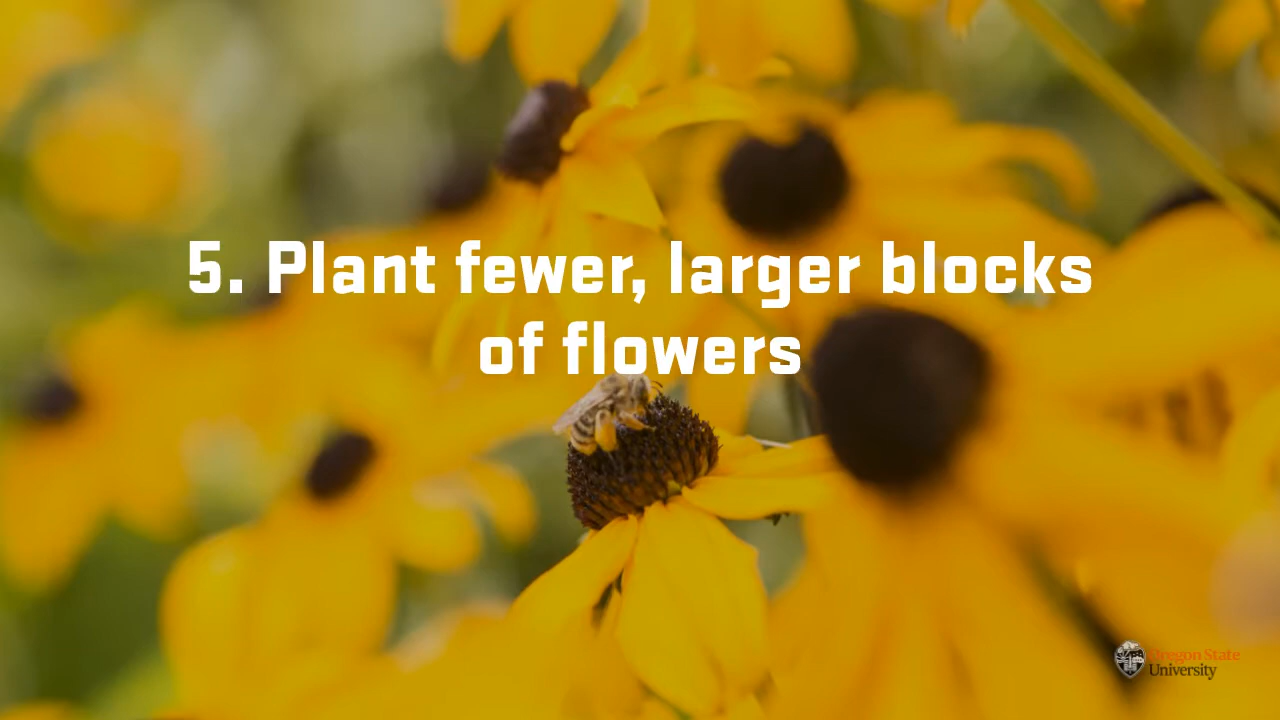 5. Plant fewer, larger blocks
of flowers
Oregon State
University